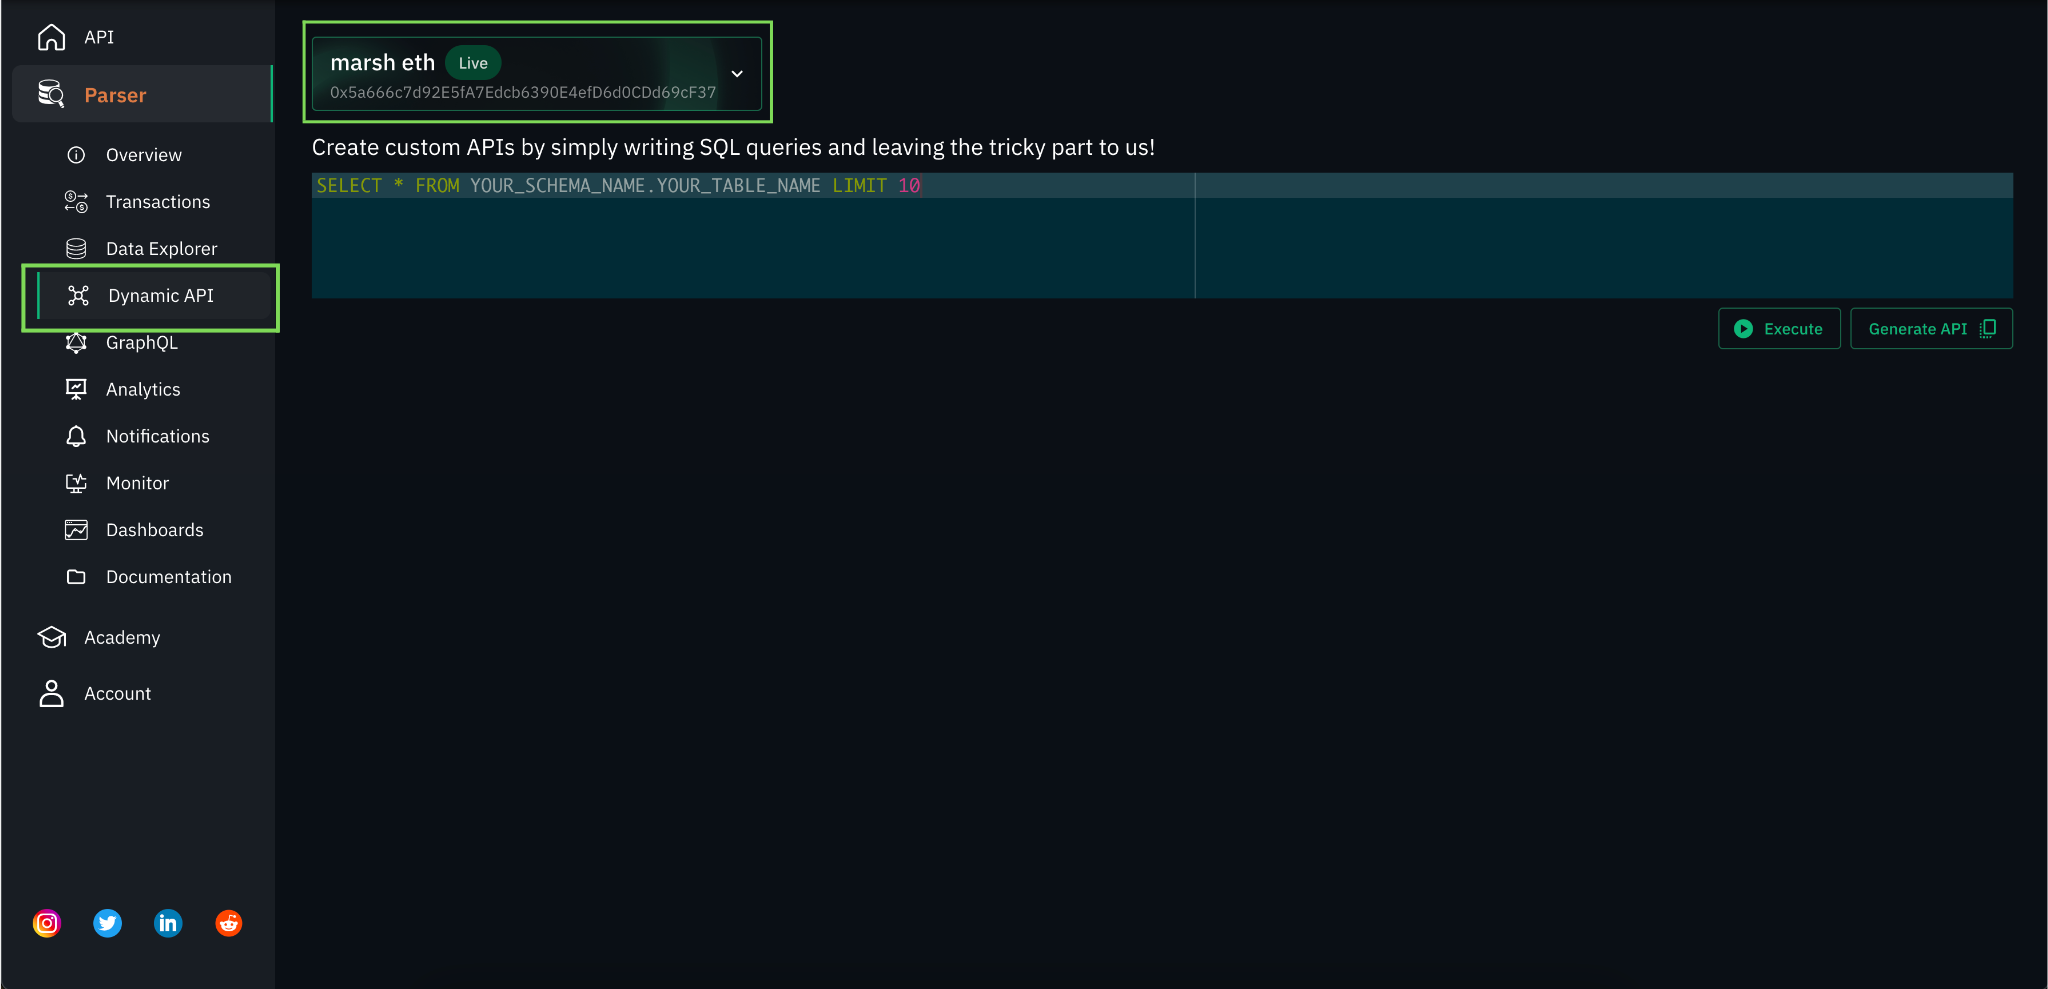 API
Parser
Overview
Transactions
Data Explorer
Dynamic API
GraphQL
Analytics
Notifications
Monitor
Dashboards
Documentation
Academy
Account
marsh eth Live
0x5a666c7d92E5fA7Edcb6390E4efD6d0CDd69cF37
Create custom APIs by simply writing SQL queries and leaving the tricky part to us!
SELECT * FROM YOUR_SCHEMA_NAME.YOUR_TABLE_NAME LIMIT 10
Execute Generate API